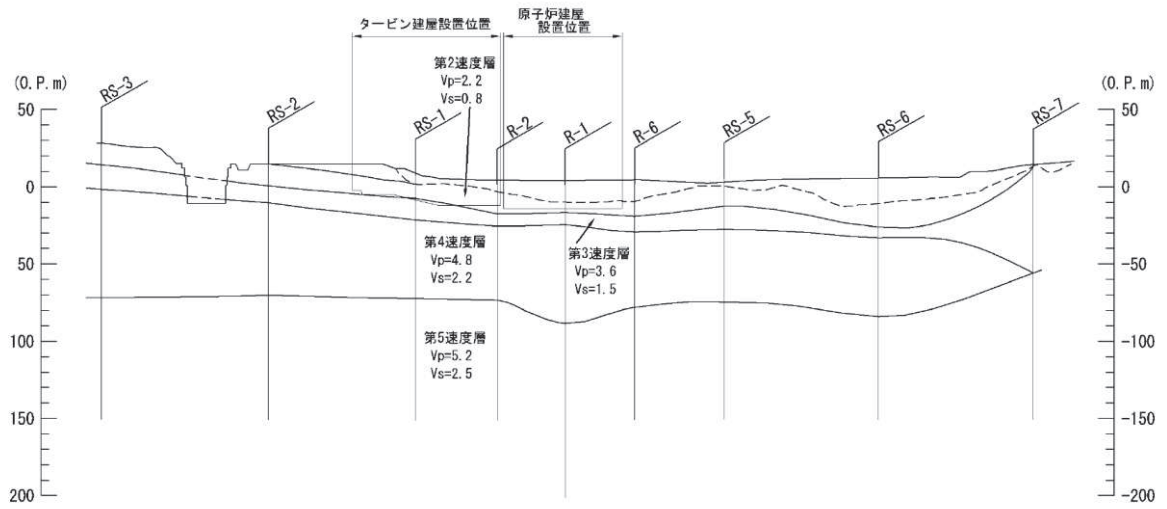 タービン建屋設置位置
原子炉建屋
設置位置
(O.P.m)
(O.P.m)
RS-3
RS-2
RS-1
R-2
R-1
R-6
RS-5
RS-6
RS-7
第2速度層
Vp=2.2
Vs=0.8
第4速度層
Vp=4.8
Vs=2.2
第3速度層
Vp=3.6
Vs=1.5
第5速度層
Vp=5.2
Vs=2.5
50
0
50
100
150
200
50
0
-50
-100
-150
-200